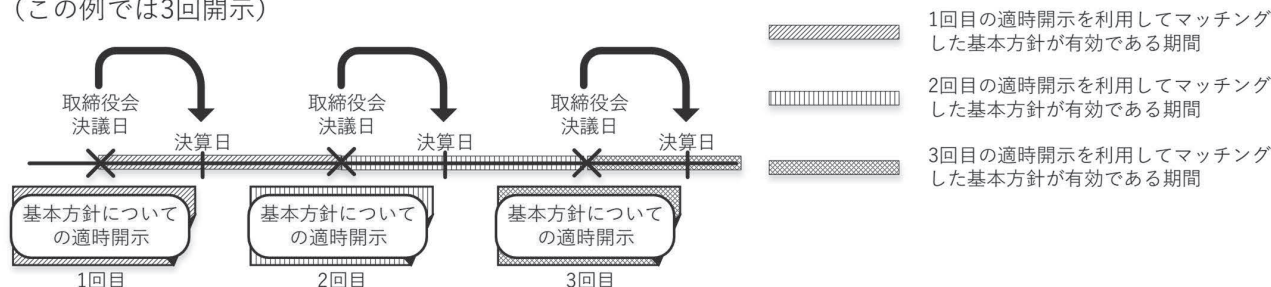 （この例では3回開示）
取締役会
決議日
決算日
取締役会
決議日
決算日
取締役会
決議日
決算日
基本方針について
の適時開示
1回目
基本方針について
の適時開示
2回目
基本方針について
の適時開示
3回目
1回目の適時開示を利用してマッチング
した基本方針が有効である期間
2回目の適時開示を利用してマッチング
した基本方針が有効である期間
3回目の適時開示を利用してマッチング
した基本方針が有効である期間